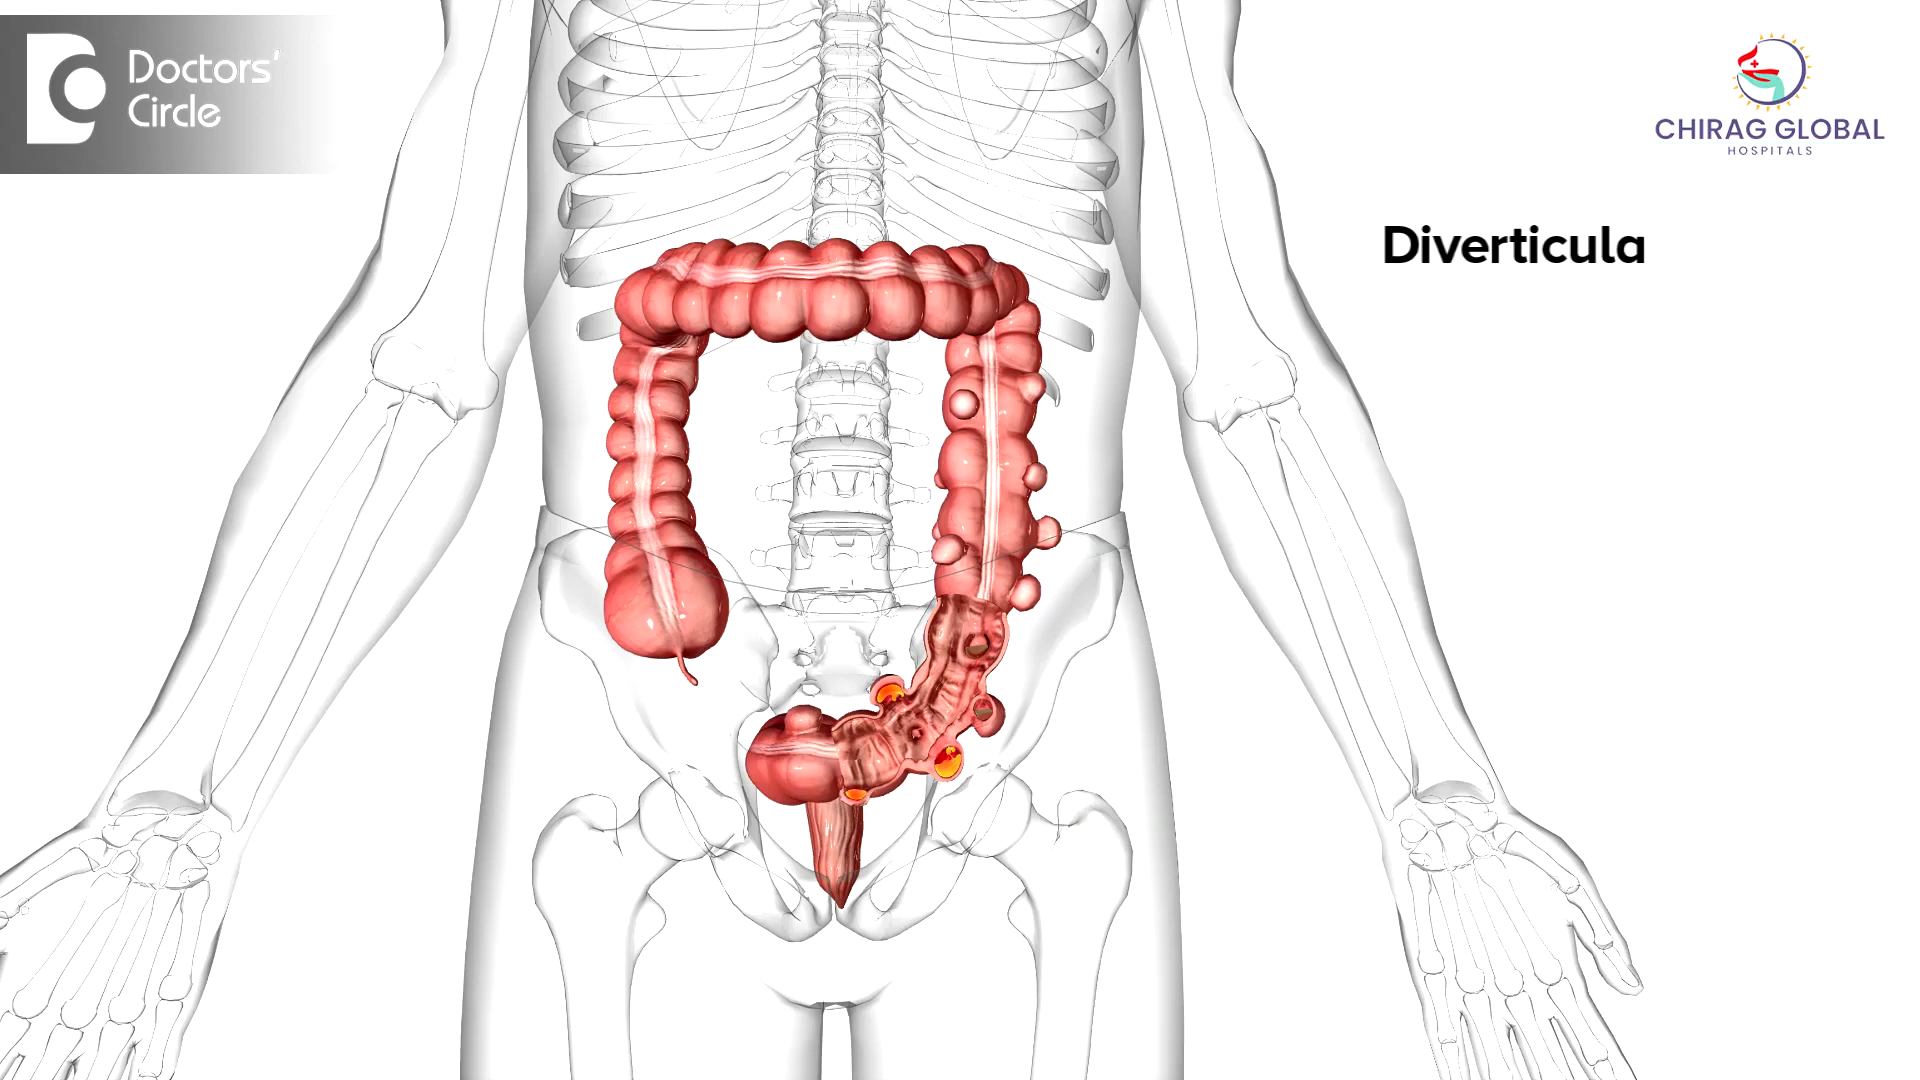 Doctors'
Circle
CHIRAG GLOBAL
HOSPITALS
Diverticula